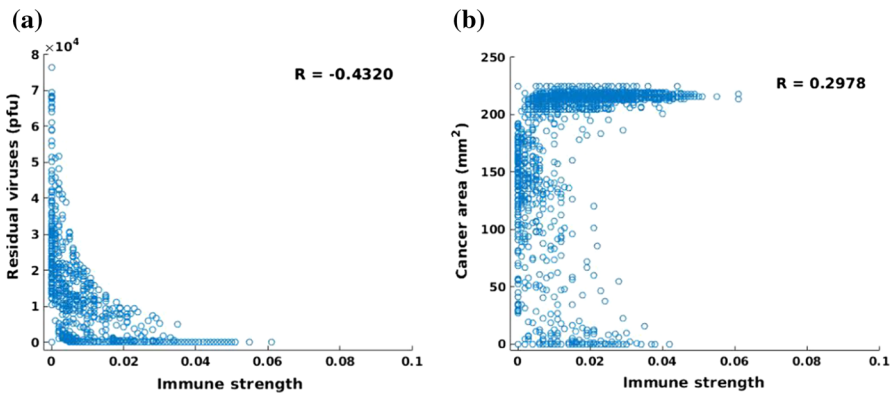 (a)
×10⁴
R = -0.4320
Residual viruses (pfu)
8
7
6
5
4
3
2
1
0
0 0.02 0.04 0.06 0.08 0.1
Immune strength
(b)
R = 0.2978
Cancer area (mm²)
250
200
150
100
50
0
0 0.02 0.04 0.06 0.08 0.1
Immune strength